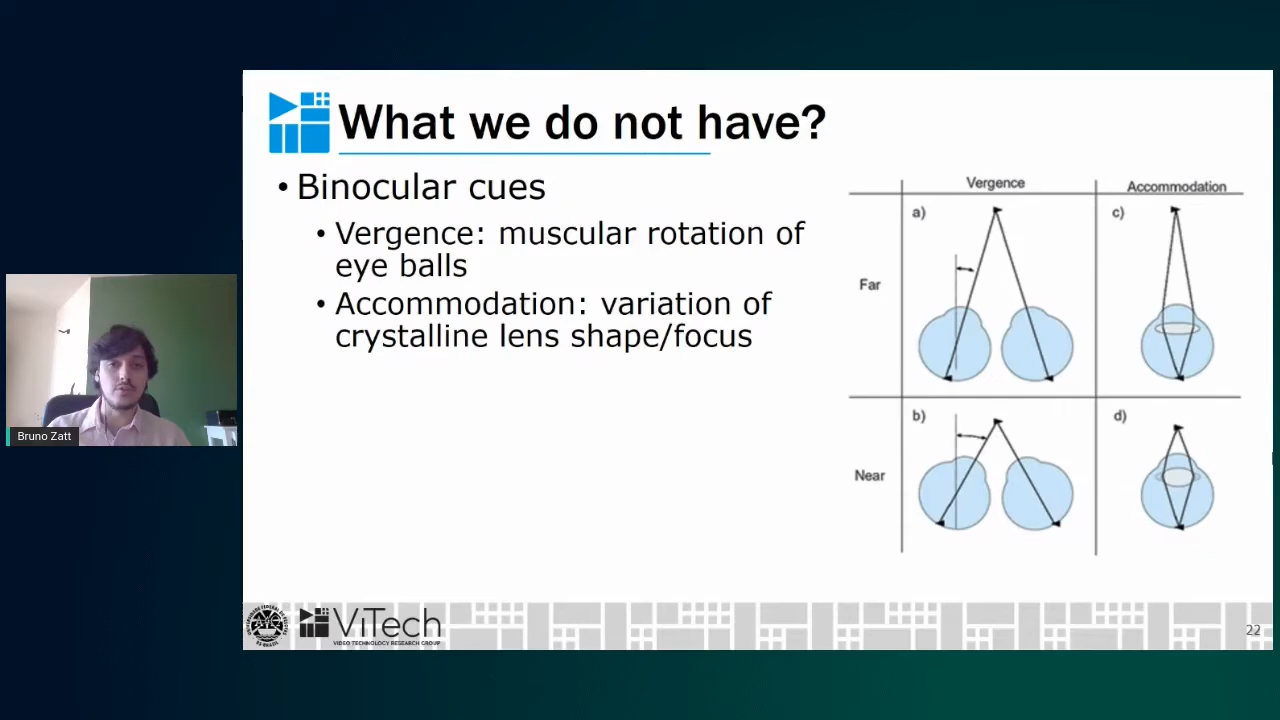 What we do not have?
• Binocular cues
• Vergence: muscular rotation of
eye balls
• Accommodation: variation of
crystalline lens shape/focus
Vergence
Accommodation
a)
c)
Far
b)
d)
Near
Bruno Zatt
ViTech
VIDEO TECHNOLOGY RESEARCH GROUP
22